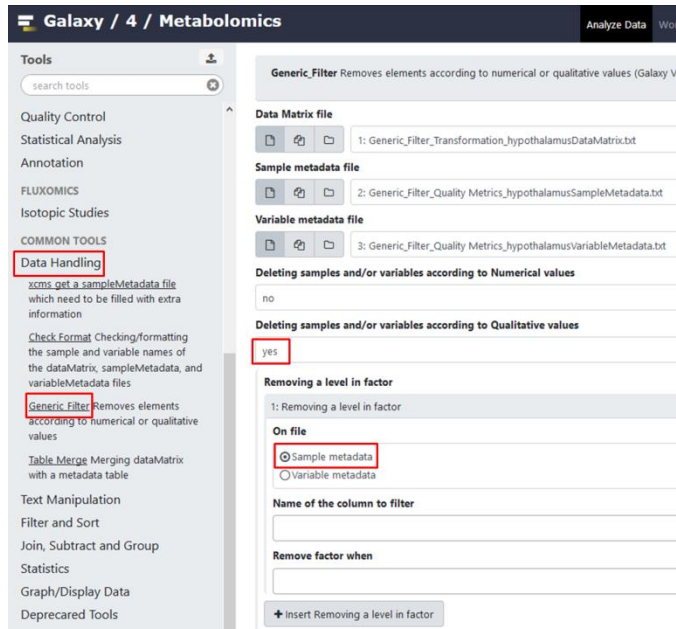 Galaxy / 4 / Metabolomics
Analyze Data
Tools
search tools
Quality Control
Statistical Analysis
Annotation
FLUXOMICS
Isotopic Studies
COMMON TOOLS
Data Handling
xcms get a sampleMetadata file
which need to be filled with extra
information
Check Format Checking/formatting
the sample and variable names of
the dataMatrix, sampleMetadata, and
variableMetadata files
Generic Filter Removes elements
according to numerical or qualitative
values
Table Merge Merging dataMatrix
with a metadata table
Text Manipulation
Filter and Sort
Join, Subtract and Group
Statistics
Graph/Display Data
Deprecared Tools
Generic_Filter Removes elements according to numerical or qualitative values (Galaxy V
Data Matrix file
1: Generic_Filter_Transformation_hypothalamusDataMatrix.txt
Sample metadata file
2: Generic_Filter_Quality Metrics_hypothalamusSampleMetadata.txt
Variable metadata file
3: Generic_Filter_Quality Metrics_hypothalamusVariableMetadata.txt
Deleting samples and/or variables according to Numerical values
no
Deleting samples and/or variables according to Qualitative values
yes
Removing a level in factor
1: Removing a level in factor
On file
Sample metadata
Variable metadata
Name of the column to filter
Remove factor when
+ Insert Removing a level in factor